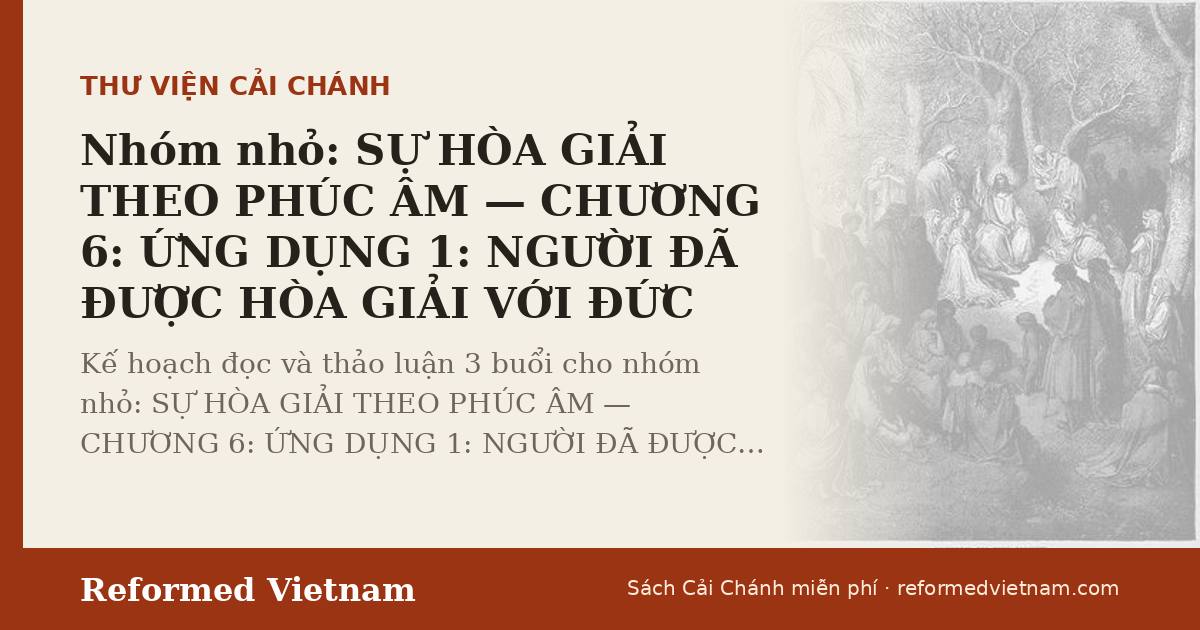 THƯ VIỆN CẢI CHÁNH
Nhóm nhỏ: SỰ HÒA GIẢI
THEO PHÚC ÂM — CHƯƠNG
6: ỨNG DỤNG 1: NGƯỜI ĐÃ
ĐƯỢC HÒA GIẢI VỚI ĐỨC
Kế hoạch đọc và thảo luận 3 buổi cho nhóm
nhỏ: SỰ HÒA GIẢI THEO PHÚC ÂM —
CHƯƠNG 6: ỨNG DỤNG 1: NGƯỜI ĐÃ ĐƯỢC...
Reformed Vietnam
Sách Cải Chánh miễn phí · reformedvietnam.com